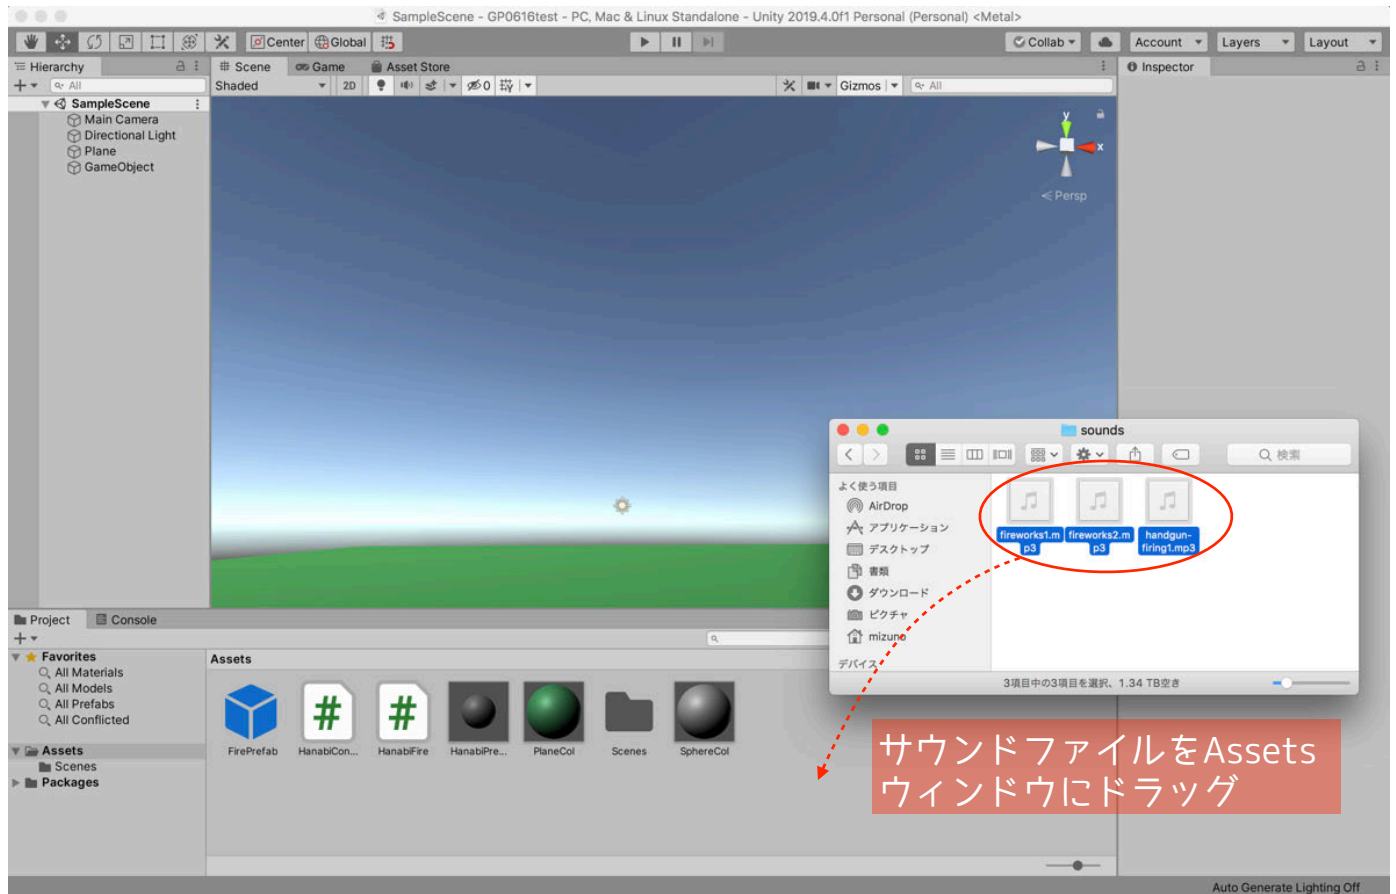 SampleScene - GP0616test - PC, Mac & Linux Standalone - Unity 2019.4.0f1 Personal (Personal) <Metal>
Center Global Collab Account Layers Layout
Hierarchy
All
SampleScene
Main Camera
Directional Light
Plane
GameObject
Scene Game Asset Store
Shaded 2D 0 Gizmos All
y
x
Persp
Inspector
sounds
検索
よく使う項目
AirDrop
アプリケーション
デスクトップ
書類
ダウンロード
ピクチャ
mizuno
デバイス
fireworks1.m
p3
fireworks2.m
p3
handgun-
firing1.mp3
3項目中の3項目を選択、1.34 TB空き
Project Console
Favorites
All Materials
All Models
All Prefabs
All Conflicted
Assets
Scenes
Packages
Assets
FirePrefab HanabiCon... HanabiFire HanabiPre... PlaneCol Scenes SphereCol
サウンドファイルをAssets
ウィンドウにドラッグ
Auto Generate Lighting Off